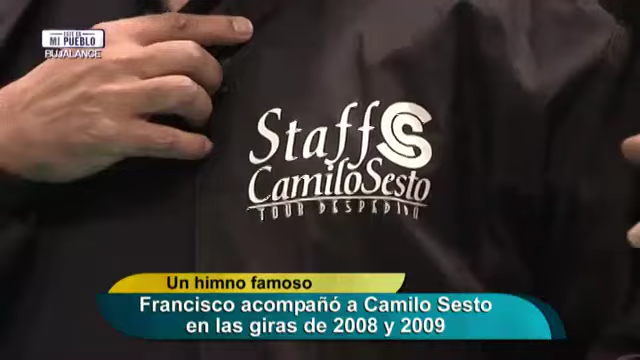 ESTE ES
MI PUEBLO
BUJALANCE
Staff CS
CamiloSesto
TOUR DESPEDIDA
Un himno famoso
Francisco acompañó a Camilo Sesto
en las giras de 2008 y 2009